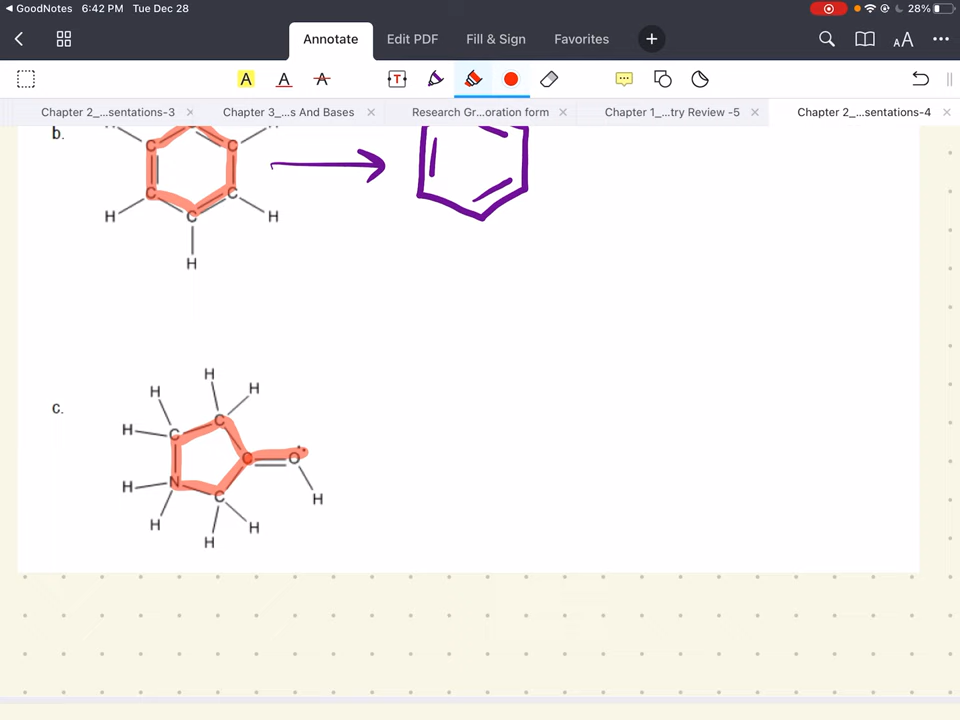 GoodNotes 6:42 PM Tue Dec 28 28%
Annotate Edit PDF Fill & Sign Favorites
A A A T AA
Chapter 2_...sentations-3 × Chapter 3_...s And Bases × Research Gr...oration form × Chapter 1_...try Review -5 × Chapter 2_...sentations-4 ×
b.
C C
C C
H C H
H
H
H H
c.
C
H C
C O
H N
C H
H H
H